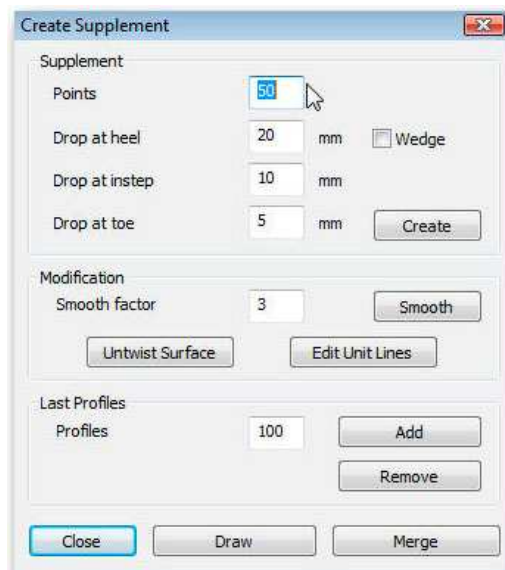 Create Supplement
Supplement
Points 50
Drop at heel 20 mm Wedge
Drop at instep 10 mm
Drop at toe 5 mm Create
Modification
Smooth factor 3 Smooth
Untwist Surface Edit Unit Lines
Last Profiles
Profiles 100 Add
Remove
Close Draw Merge